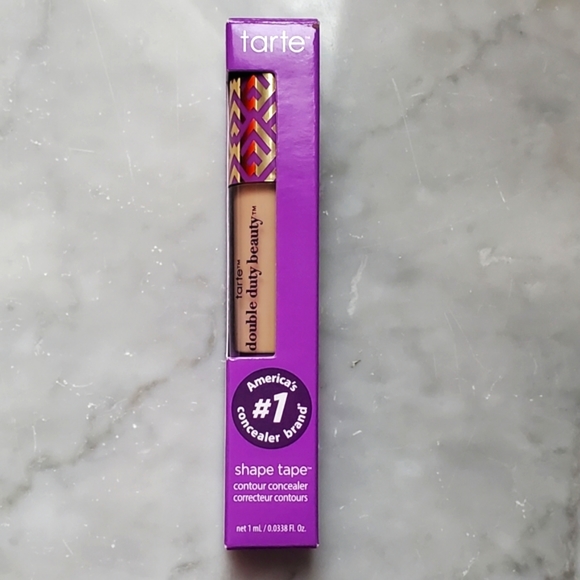 tarte™
tarte™
double duty beauty™
America's
#1
concealer brand*
shape tape™
contour concealer
correcteur contours
net 1 mL / 0.0338 Fl. Oz.